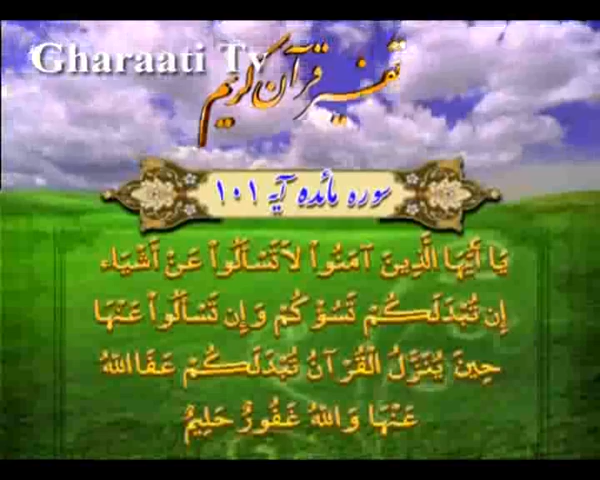 Gharaati Tv
تفسیر قرآن کریم
سوره مائده آیه ۱۰۱
يَا أَيُّهَا الَّذِينَ آمَنُواْ لاَ تَسْأَلُواْ عَنْ أَشْيَاء
إِن تُبْدَ لَكُمْ تَسُؤْكُمْ وَإِن تَسْأَلُواْ عَنْهَا
حِينَ يُنَزَّلُ الْقُرْآنُ تُبْدَ لَكُمْ عَفَا اللّهُ
عَنْهَا وَاللّهُ غَفُورٌ حَلِيمٌ